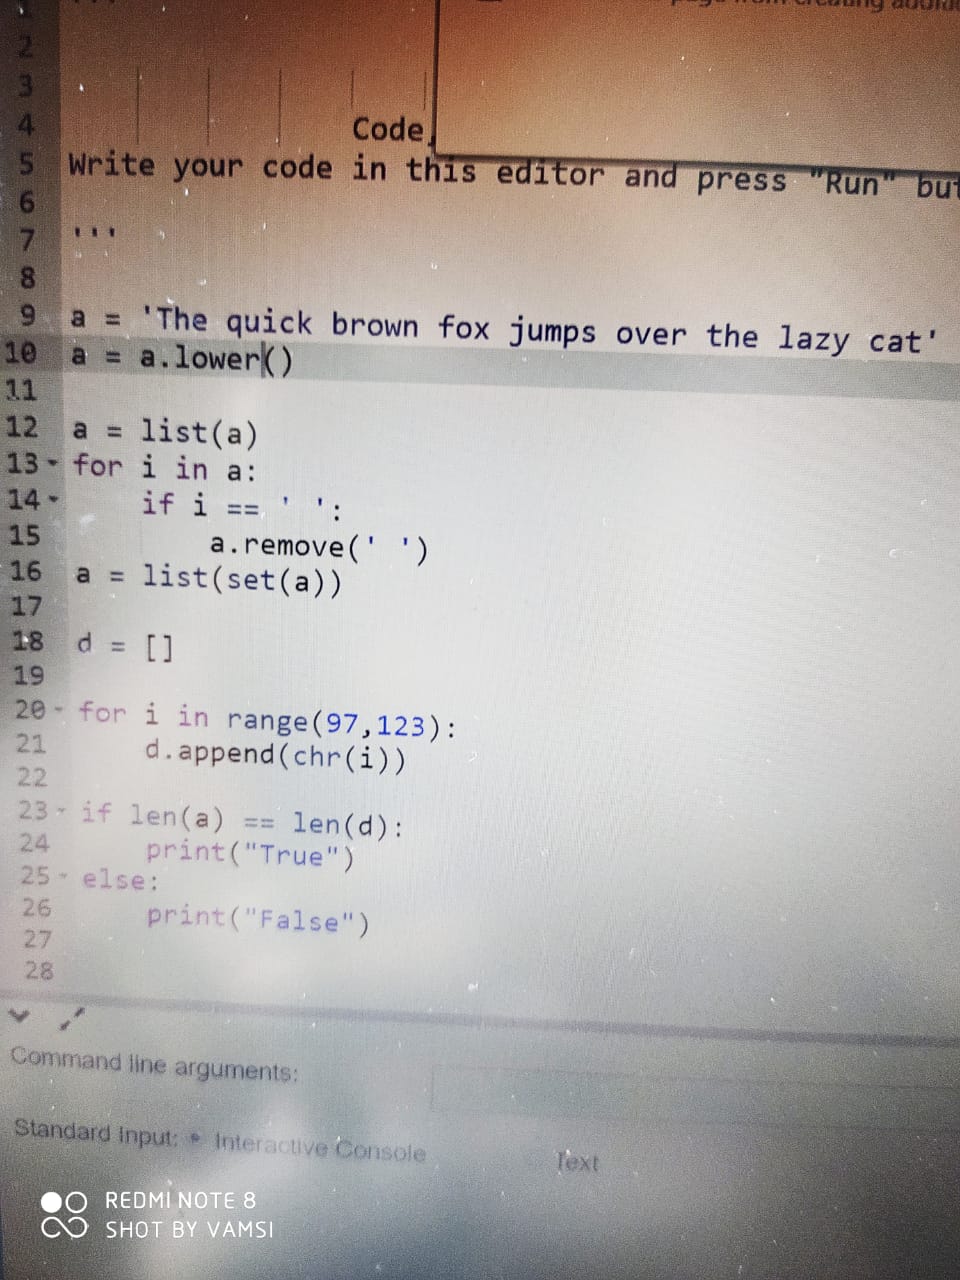 1 '''
2
3
4 Code
5 Write your code in this editor and press "Run" but
6
7 '''
8
9 a = 'The quick brown fox jumps over the lazy cat'
10 a = a.lower()
11
12 a = list(a)
13 for i in a:
14 if i == ' ':
15 a.remove(' ')
16 a = list(set(a))
17
18 d = []
19
20 for i in range(97,123):
21 d.append(chr(i))
22
23 if len(a) == len(d):
24 print("True")
25 else:
26 print("False")
27
28
Command line arguments:
Standard Input: Interactive Console Text
REDMI NOTE 8
SHOT BY VAMSI